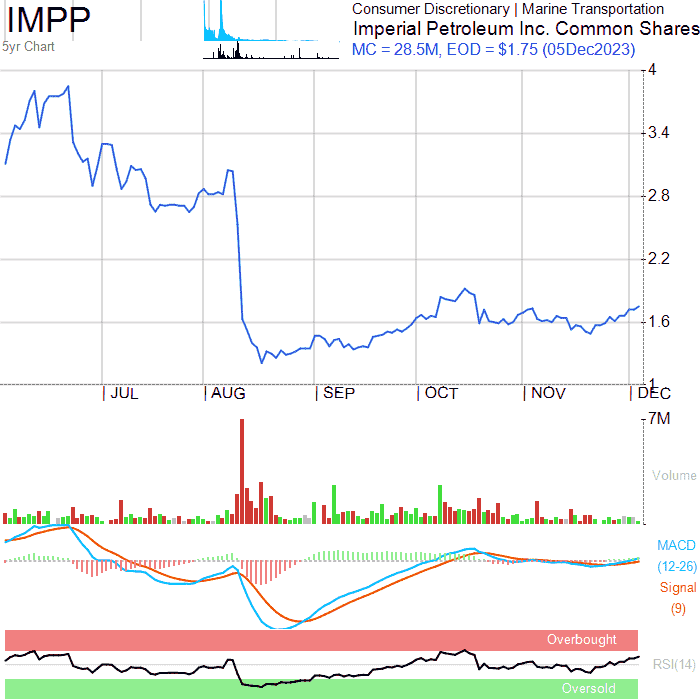 IMPP
5yr Chart
Consumer Discretionary | Marine Transportation
Imperial Petroleum Inc. Common Shares
MC = 28.5M, EOD = $1.75 (05Dec2023)
4
3.4
2.8
2.2
1.6
1
JUL AUG SEP OCT NOV DEC
7M
Volume
MACD
(12-26)
Signal
(9)
Overbought
RSI(14)
Oversold